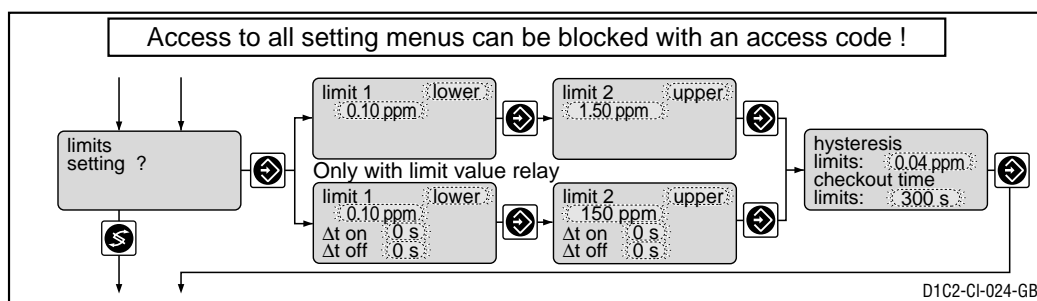 Access to all setting menus can be blocked with an access code !
limits
setting ?
limit 1 lower
0.10 ppm
limit 2 upper
1.50 ppm
Only with limit value relay
limit 1 lower
0.10 ppm
Δt on 0 s
Δt off 0 s
limit 2 upper
150 ppm
Δt on 0 s
Δt off 0 s
hysteresis
limits: 0.04 ppm
checkout time
limits: 300 s
D1C2-CI-024-GB